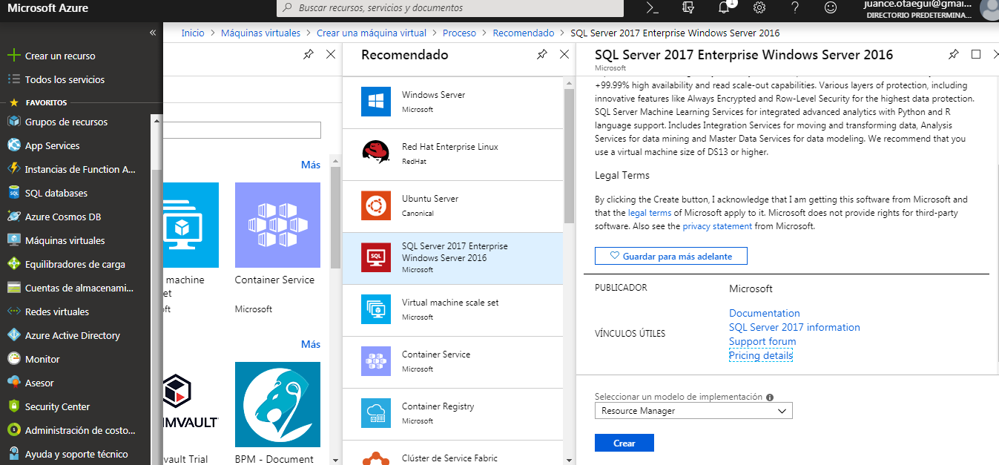 Microsoft Azure
Buscar recursos, servicios y documentos
1
juance.otaegui@gmai...
DIRECTORIO PREDETERMINA...
Inicio > Máquinas virtuales > Crear una máquina virtual > Proceso > Recomendado > SQL Server 2017 Enterprise Windows Server 2016
Crear un recurso
Todos los servicios
FAVORITOS
Grupos de recursos
App Services
Instancias de Function A...
SQL databases
Azure Cosmos DB
Máquinas virtuales
Equilibradores de carga
Cuentas de almacenami...
Redes virtuales
Azure Active Directory
Monitor
Asesor
Security Center
Administración de costo...
Ayuda y soporte técnico
Más
machine
et
ft
Container Service
Microsoft
Más
MVAULT
vault Trial
BPM - Document
Recomendado
Windows Server
Microsoft
Red Hat Enterprise Linux
RedHat
Ubuntu Server
Canonical
SQL
SQL Server 2017 Enterprise
Windows Server 2016
Microsoft
Virtual machine scale set
Microsoft
Container Service
Microsoft
Container Registry
Microsoft
Clúster de Service Fabric
SQL Server 2017 Enterprise Windows Server 2016
Microsoft
+99.99% high availability and read scale-out capabilities. Various layers of protection, including
innovative features like Always Encrypted and Row-Level Security for the highest data protection.
SQL Server Machine Learning Services for integrated advanced analytics with Python and R
language support. Includes Integration Services for moving and transforming data, Analysis
Services for data mining and Master Data Services for data modeling. We recommend that you
use a virtual machine size of DS13 or higher.
Legal Terms
By clicking the Create button, I acknowledge that I am getting this software from Microsoft and
that the legal terms of Microsoft apply to it. Microsoft does not provide rights for third-party
software. Also see the privacy statement from Microsoft.
Guardar para más adelante
PUBLICADOR
Microsoft
VÍNCULOS ÚTILES
Documentation
SQL Server 2017 information
Support forum
Pricing details
Seleccionar un modelo de implementación
Resource Manager
Crear